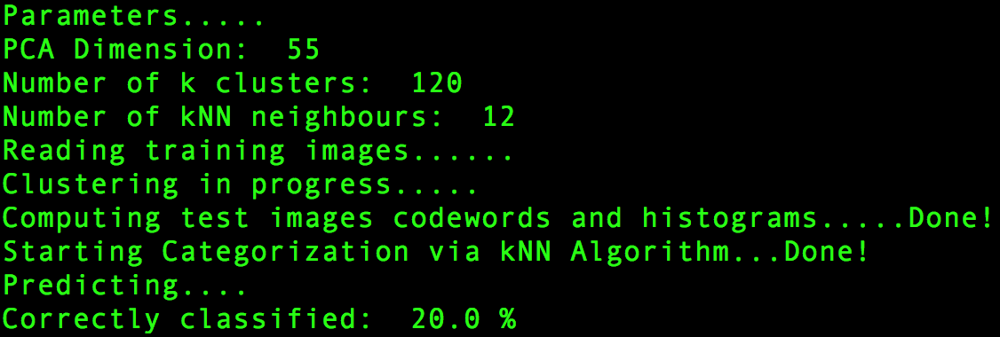 Parameters.....
PCA Dimension:  55
Number of k clusters:  120
Number of kNN neighbours:  12
Reading training images......
Clustering in progress.....
Computing test images codewords and histograms.....Done!
Starting Categorization via kNN Algorithm...Done!
Predicting....
Correctly classified:  20.0 %